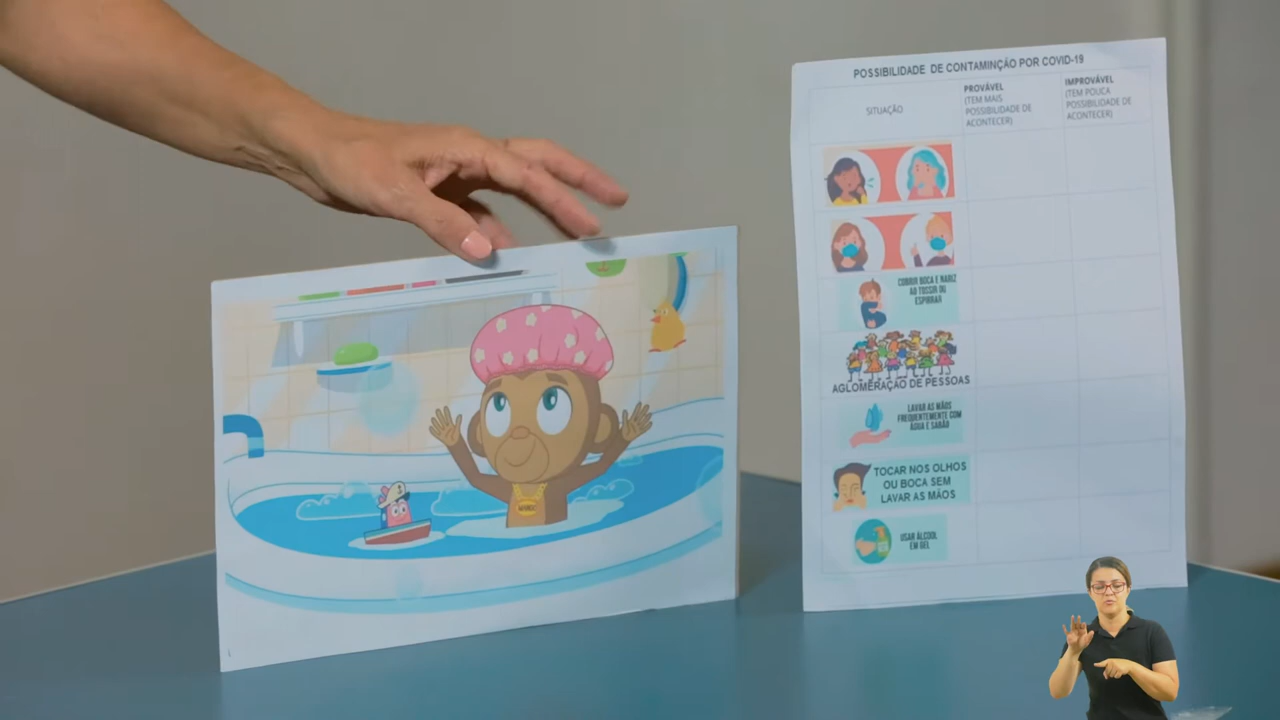 POSSIBILIDADE DE CONTAMINÇÃO POR COVID-19
SITUAÇÃO
PROVÁVEL
(TEM MAIS
POSSIBILIDADE DE
ACONTECER)
IMPROVÁVEL
(TEM POUCA
POSSIBILIDADE DE
ACONTECER)
COBRIR BOCA E NARIZ
AO TOSSIR OU
ESPIRRAR
AGLOMERAÇÃO DE PESSOAS
LAVAR AS MÃOS
FREQUENTEMENTE COM
ÁGUA E SABÃO
TOCAR NOS OLHOS
OU BOCA SEM
LAVAR AS MÃOS
USAR ÁLCOOL
EM GEL